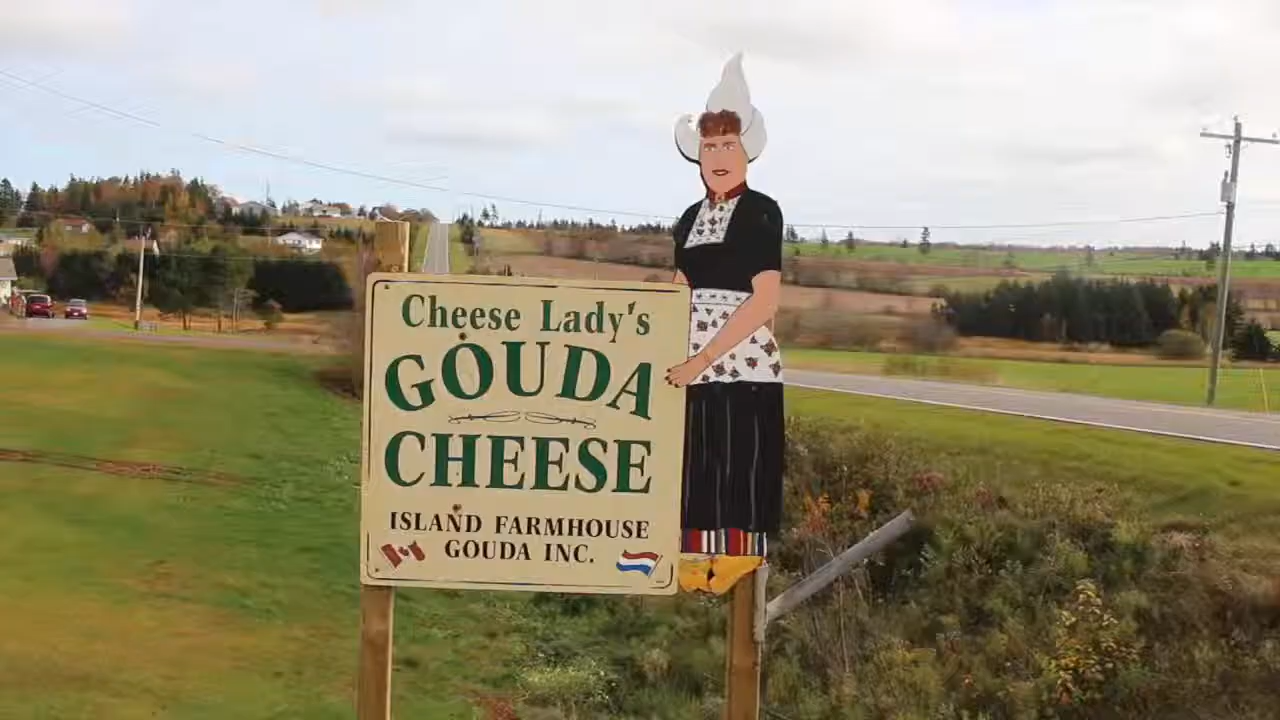 Cheese Lady's
GOUDA
CHEESE
ISLAND FARMHOUSE
GOUDA INC.